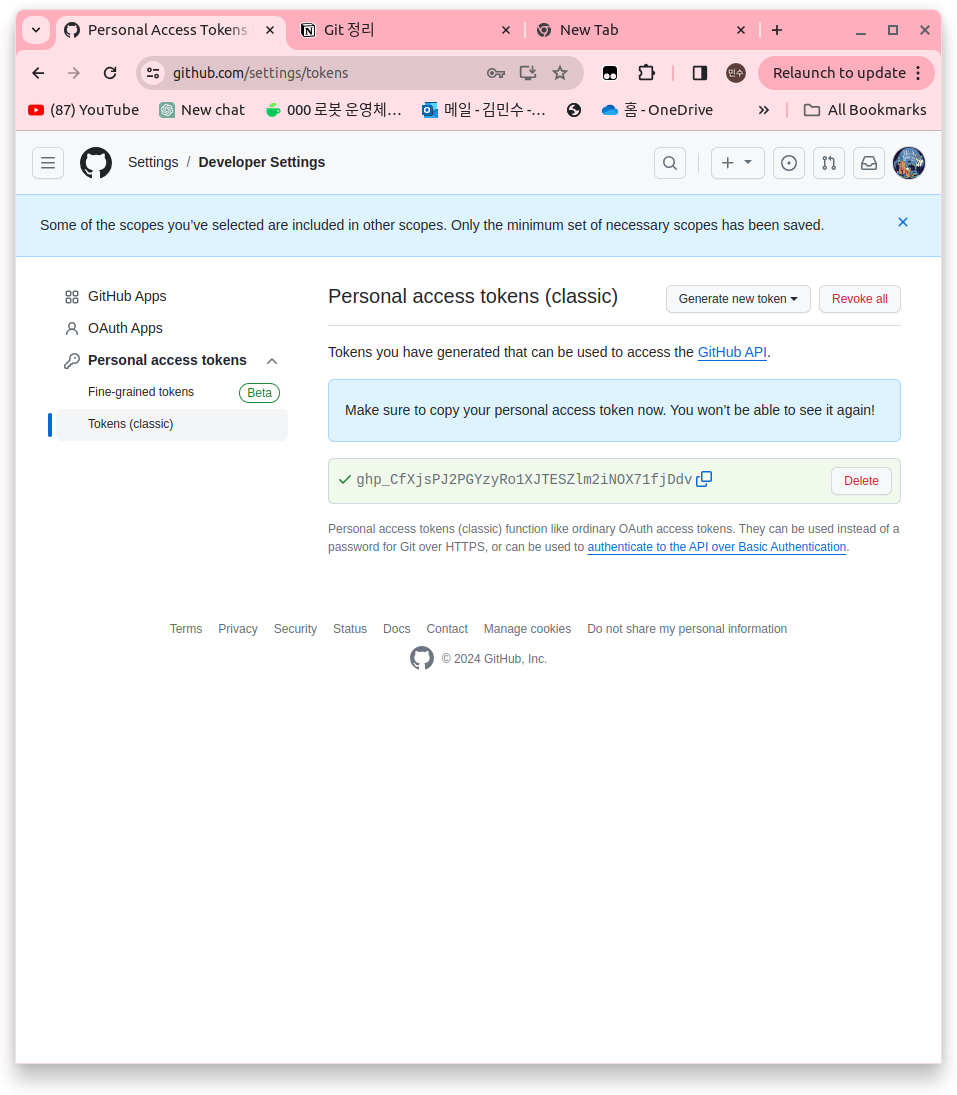 Personal Access Tokens
Git 정리
New Tab
github.com/settings/tokens
민수
Relaunch to update
(87) YouTube
New chat
000 로봇 운영체...
메일 - 김민수 -...
홈 - OneDrive
All Bookmarks
Settings / Developer Settings
Some of the scopes you’ve selected are included in other scopes. Only the minimum set of necessary scopes has been saved.
GitHub Apps
OAuth Apps
Personal access tokens
Fine-grained tokens
Beta
Tokens (classic)
Personal access tokens (classic)
Generate new token
Revoke all
Tokens you have generated that can be used to access the GitHub API.
Make sure to copy your personal access token now. You won’t be able to see it again!
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
Delete
Personal access tokens (classic) function like ordinary OAuth access tokens. They can be used instead of a
password for Git over HTTPS, or can be used to authenticate to the API over Basic Authentication.
Terms Privacy Security Status Docs Contact Manage cookies Do not share my personal information
© 2024 GitHub, Inc.